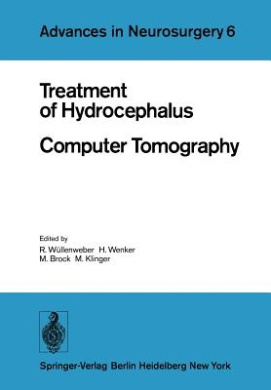 Advances in Neurosurgery 6
Treatment
of Hydrocephalus
Computer Tomography
Edited by
R. Wüllenweber H. Wenker
M. Brock M. Klinger
Springer-Verlag Berlin Heidelberg New York